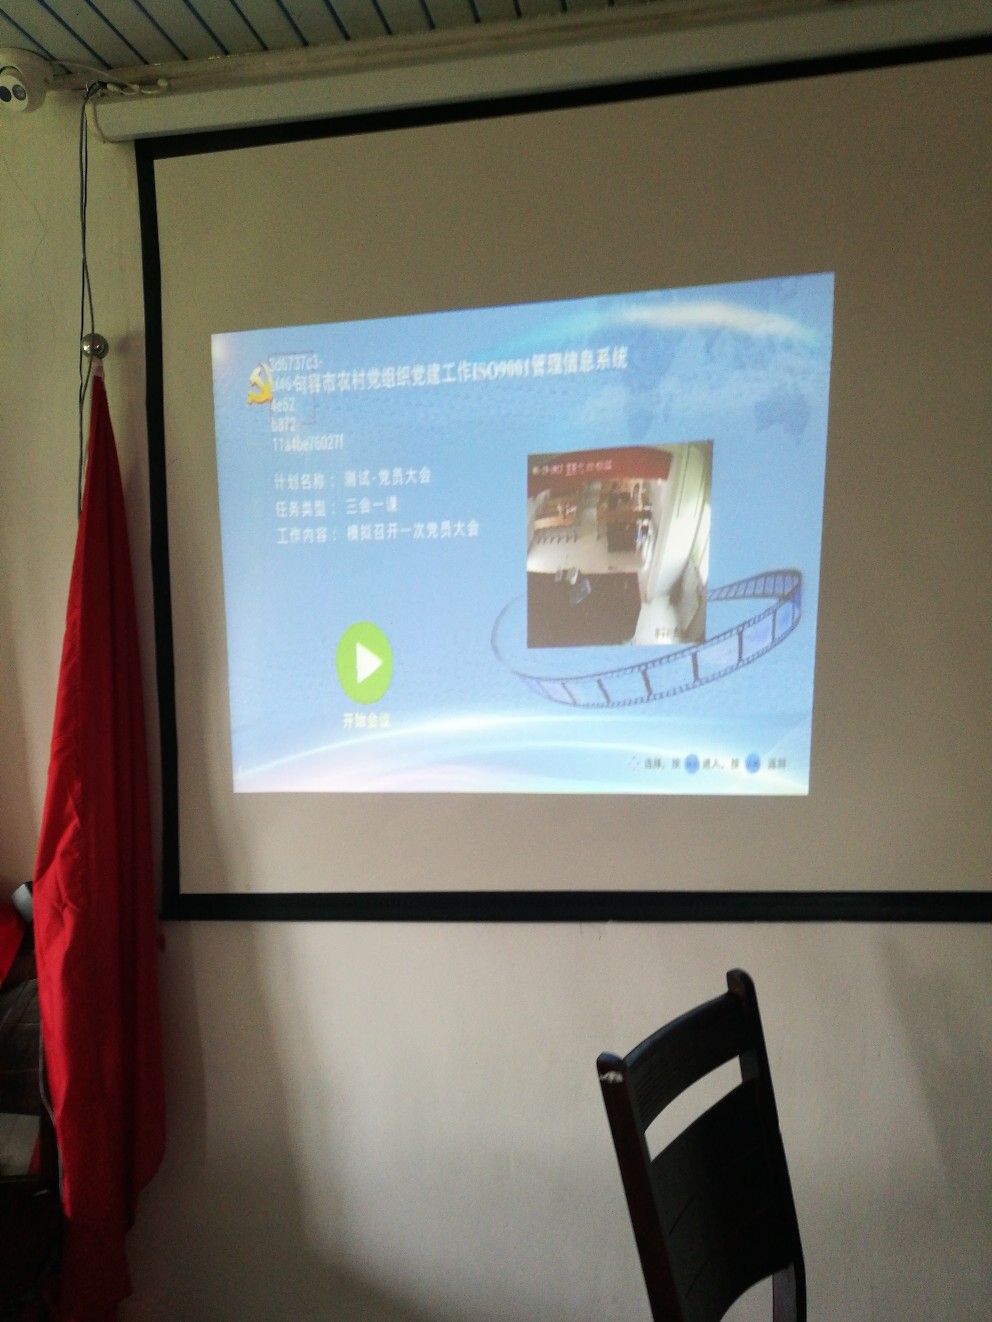 3d6737c3-
句容市农村党组织党建工作ISO9001管理信息系统
4e52
b872-
11a4be76027f
计划名称： 测试-党员大会
任务类型： 三会一课
工作内容： 模拟召开一次党员大会
开始会议
选择，按 进入，按 返回